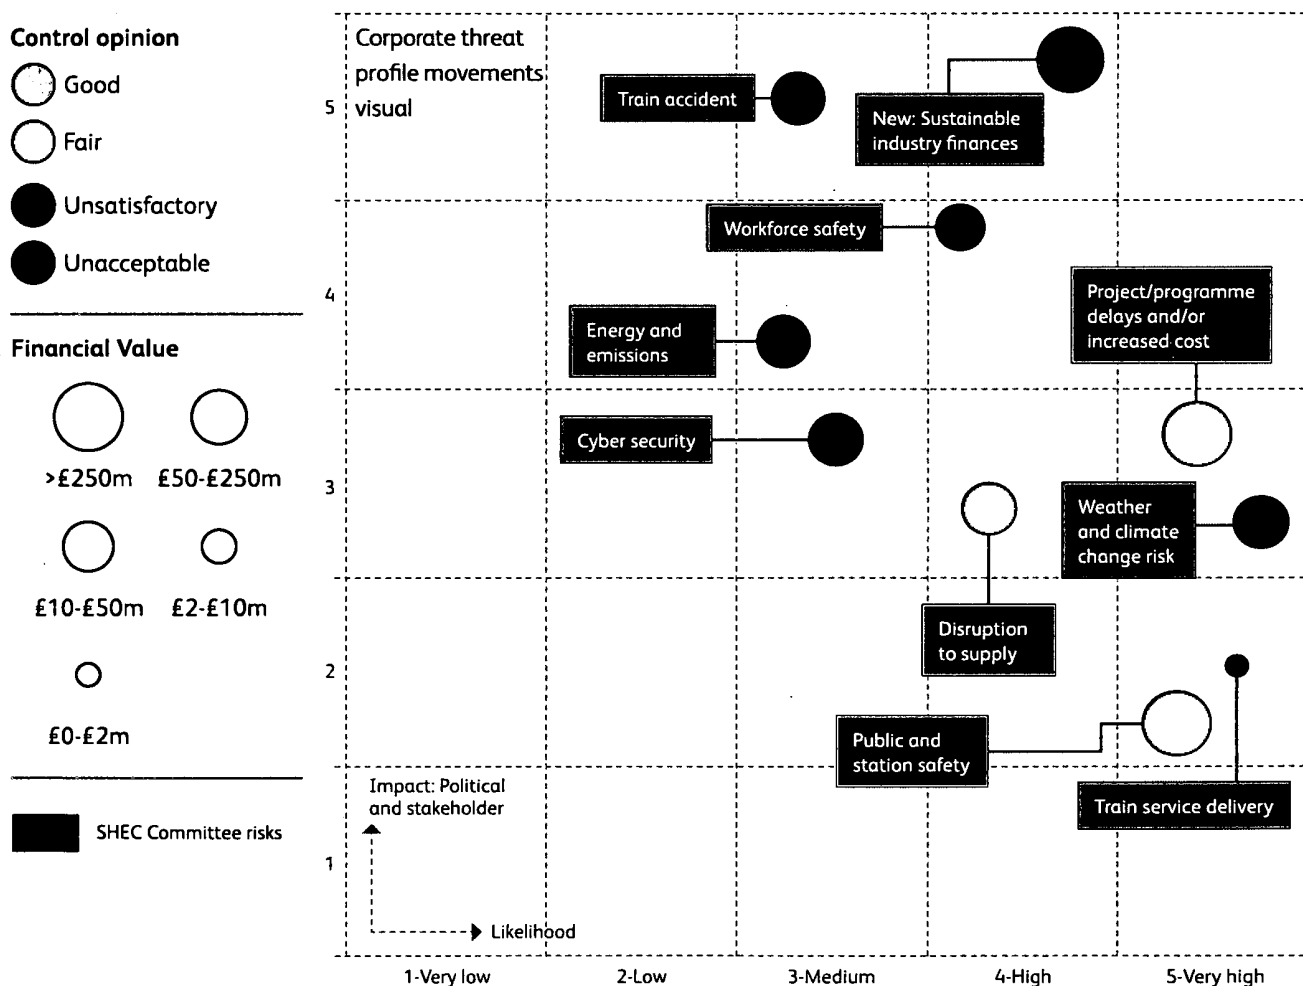 Control opinion
Good
Fair
Unsatisfactory
Unacceptable
Financial Value
>£250m
£50-£250m
£10-£50m
£2-£10m
£0-£2m
SHEC Committee risks
Corporate threat
profile movements
visual
5
4
3
2
1
Train accident
New: Sustainable
industry finances
Workforce safety
Project/programme
delays and/or
increased cost
Energy and
emissions
Cyber security
Weather
and climate
change risk
Disruption
to supply
Public and
station safety
Train service delivery
Impact: Political
and stakeholder
Likelihood
1-Very low
2-Low
3-Medium
4-High
5-Very high